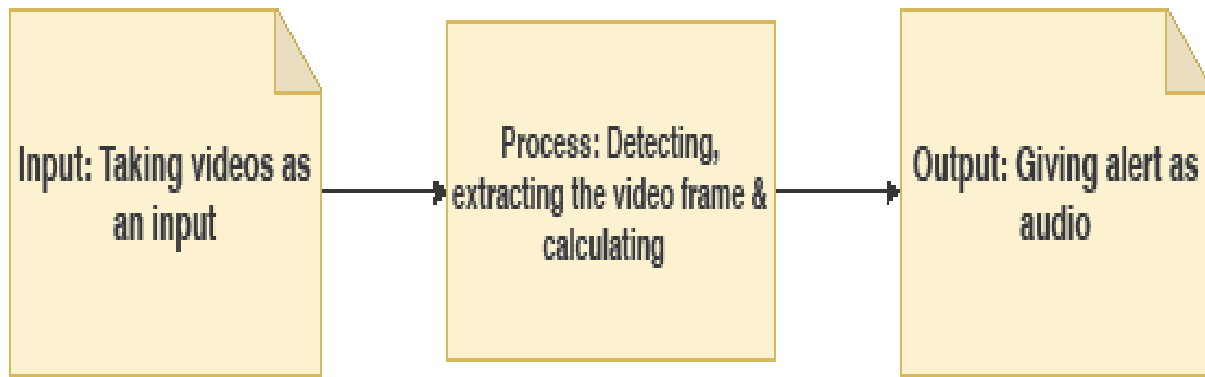 Input: Taking videos as
an input
Process: Detecting,
extracting the video frame &
calculating
Output: Giving alert as
audio